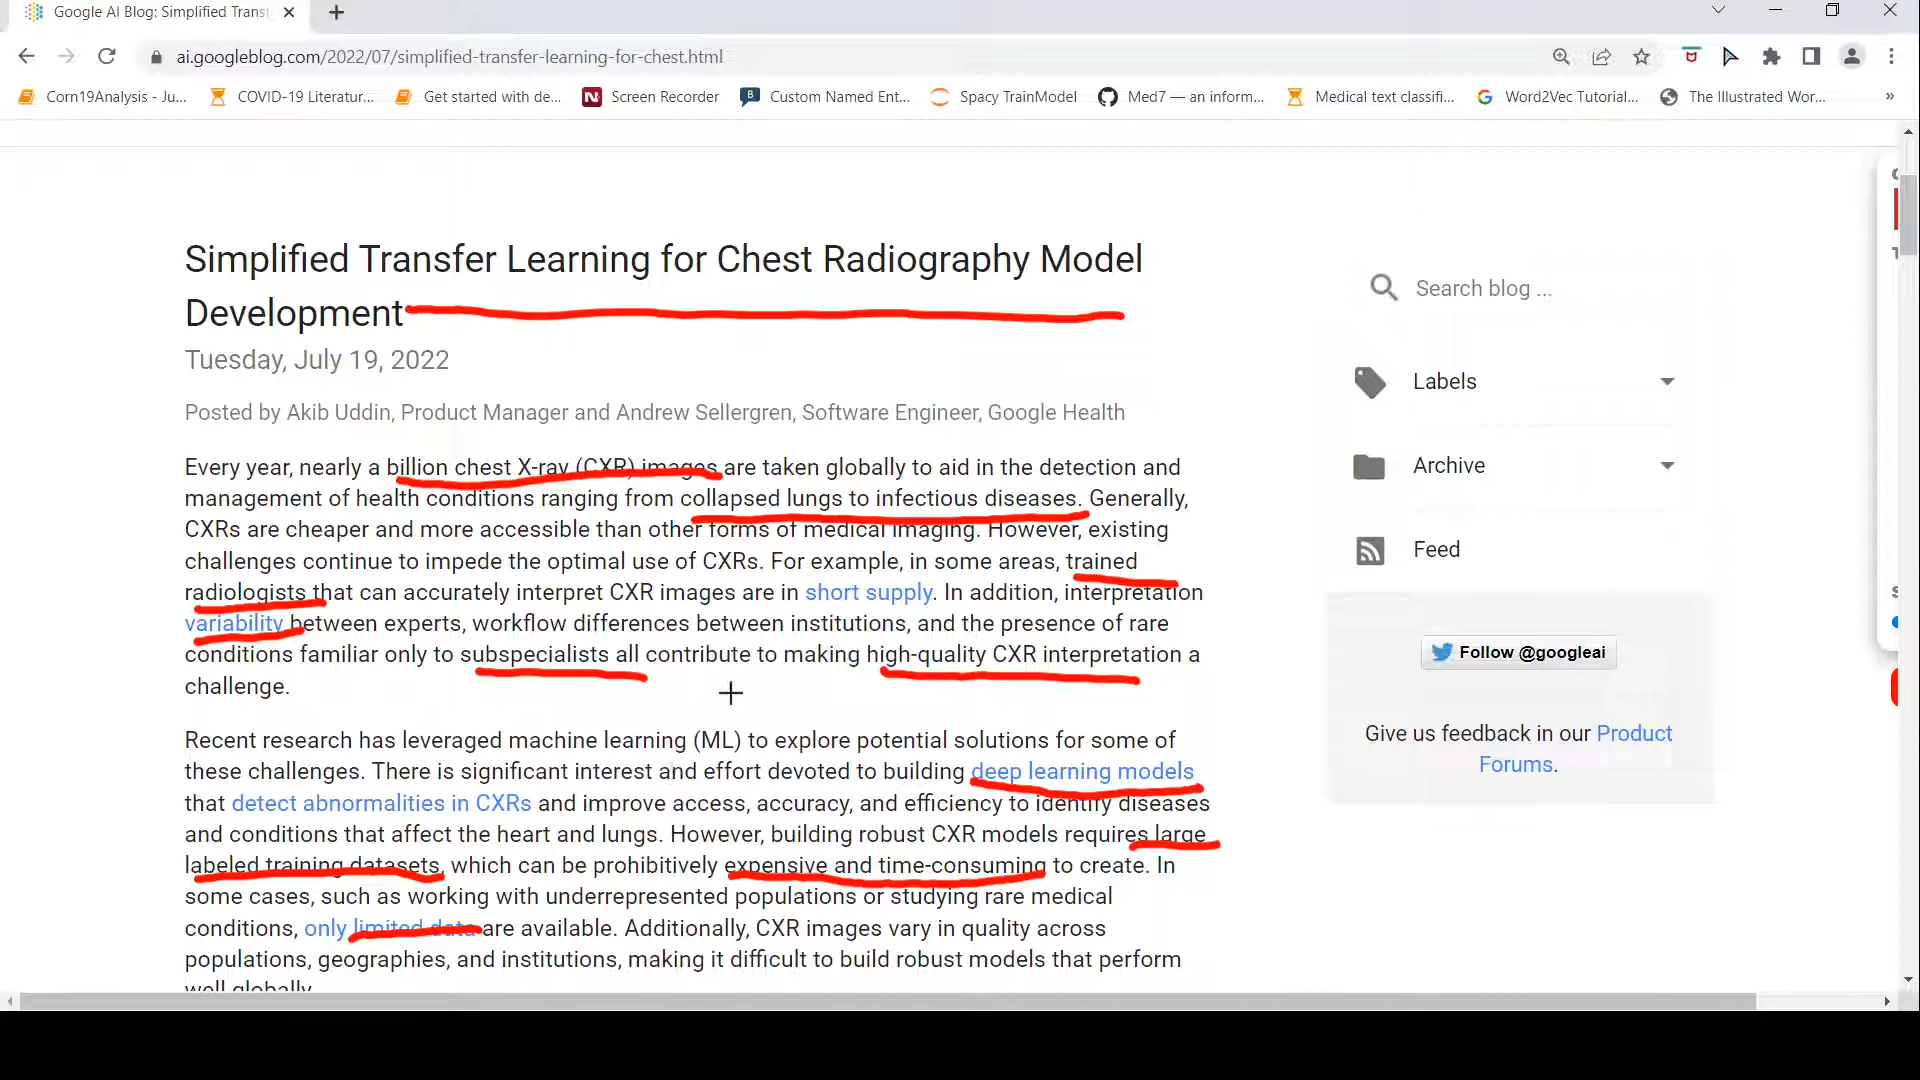 Google AI Blog: Simplified Transf
ai.googleblog.com/2022/07/simplified-transfer-learning-for-chest.html
Corn19Analysis - Ju... COVID-19 Literatur... Get started with de... Screen Recorder Custom Named Ent... Spacy TrainModel Med7 — an inform... Medical text classifi... Word2Vec Tutorial... The Illustrated Wor... »
Simplified Transfer Learning for Chest Radiography Model
Development
Tuesday, July 19, 2022
Posted by Akib Uddin, Product Manager and Andrew Sellergren, Software Engineer, Google Health
Every year, nearly a billion chest X-ray (CXR) images are taken globally to aid in the detection and
management of health conditions ranging from collapsed lungs to infectious diseases. Generally,
CXRs are cheaper and more accessible than other forms of medical imaging. However, existing
challenges continue to impede the optimal use of CXRs. For example, in some areas, trained
radiologists that can accurately interpret CXR images are in short supply. In addition, interpretation
variability between experts, workflow differences between institutions, and the presence of rare
conditions familiar only to subspecialists all contribute to making high-quality CXR interpretation a
challenge.
Recent research has leveraged machine learning (ML) to explore potential solutions for some of
these challenges. There is significant interest and effort devoted to building deep learning models
that detect abnormalities in CXRs and improve access, accuracy, and efficiency to identify diseases
and conditions that affect the heart and lungs. However, building robust CXR models requires large
labeled training datasets, which can be prohibitively expensive and time-consuming to create. In
some cases, such as working with underrepresented populations or studying rare medical
conditions, only limited data are available. Additionally, CXR images vary in quality across
populations, geographies, and institutions, making it difficult to build robust models that perform
well globally.
Search blog ...
Labels
Archive
Feed
Follow @googleai
Give us feedback in our Product
Forums.